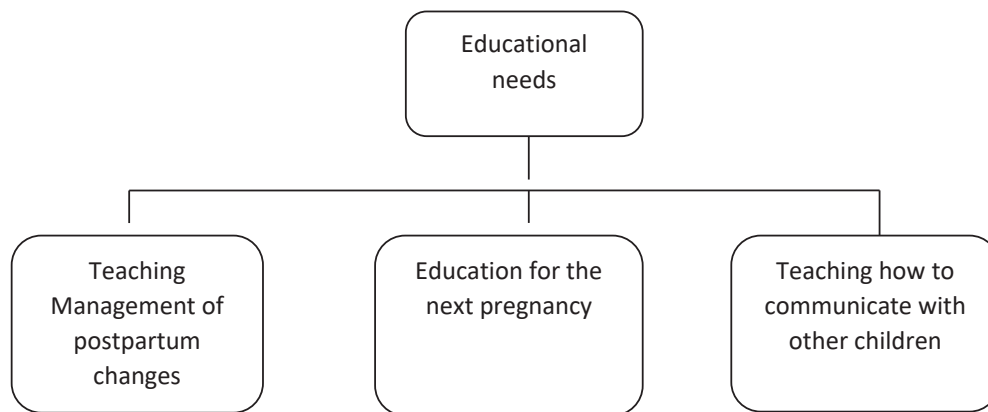 Educational
needs
Teaching
Management of
postpartum
changes
Education for the
next pregnancy
Teaching how to
communicate with
other children